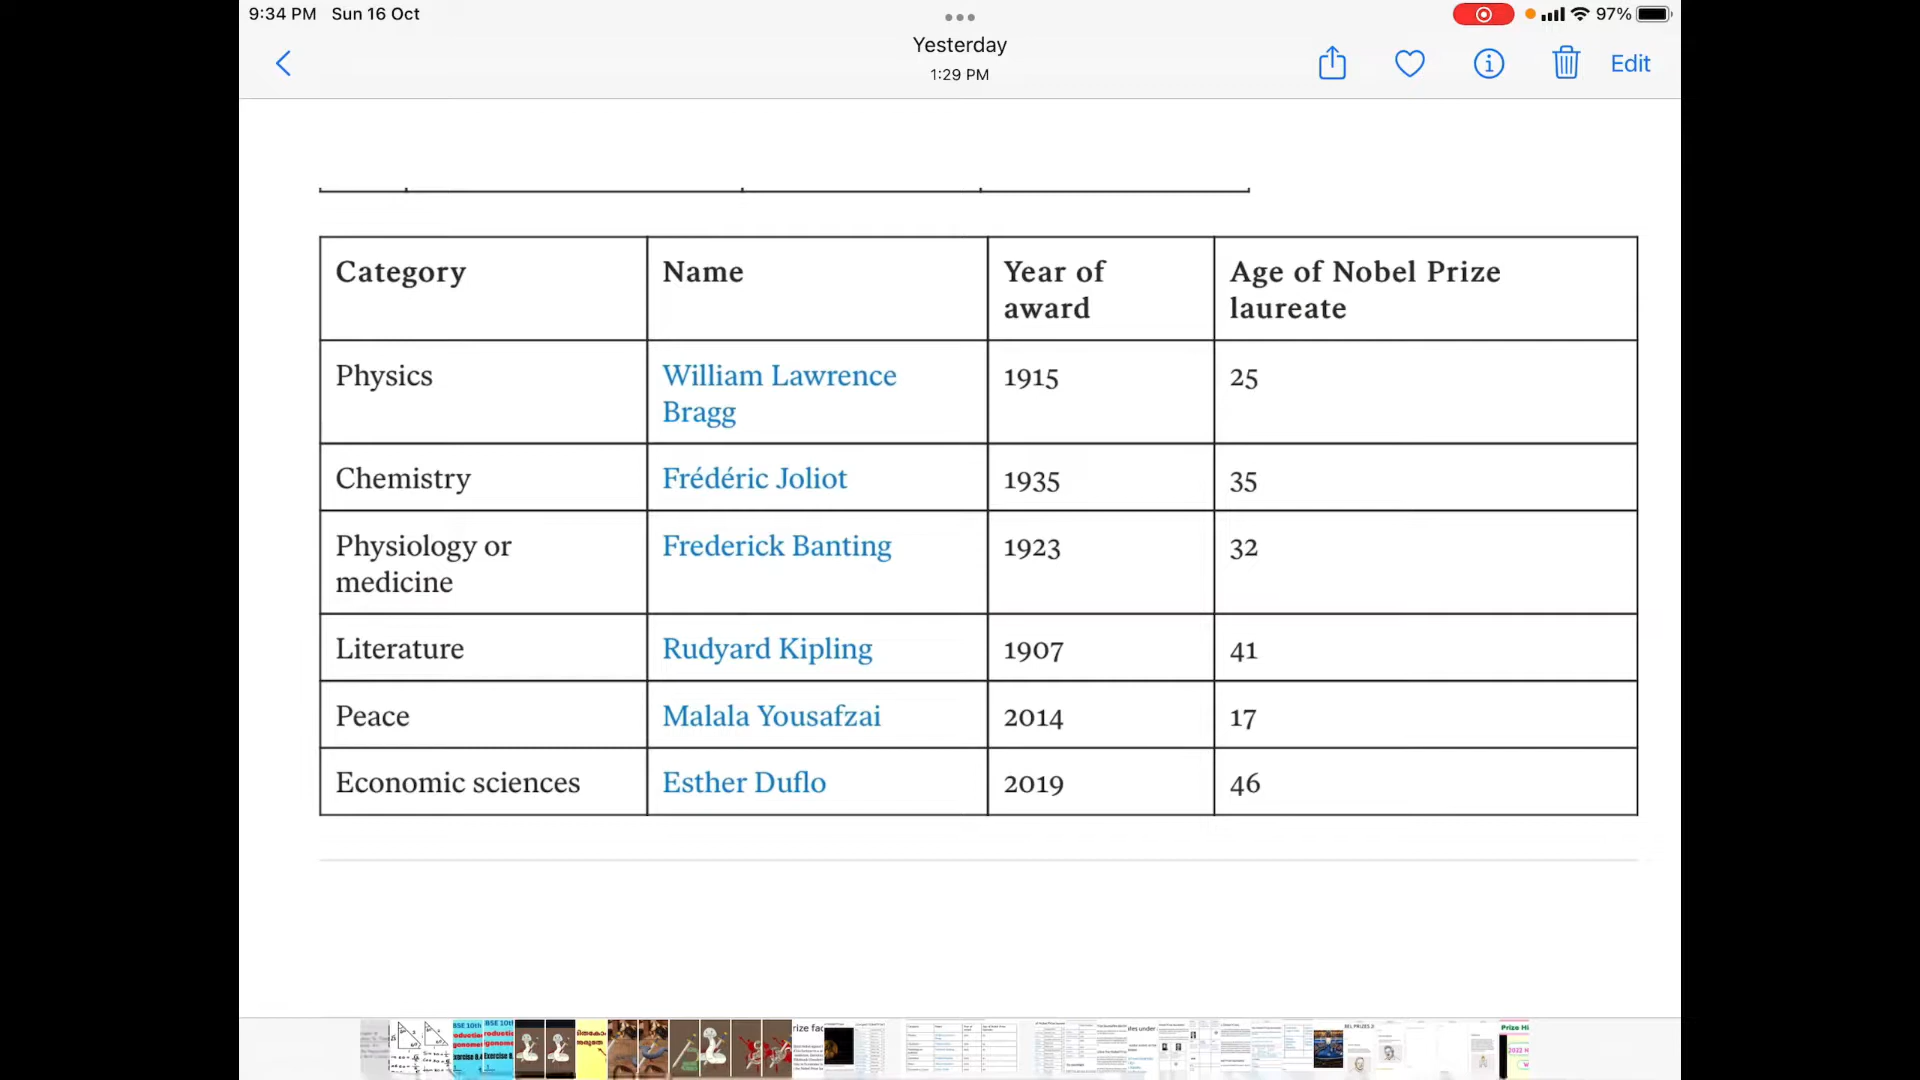 9:34 PM Sun 16 Oct
97%
Yesterday
1:29 PM
Edit
Category Name Year of award Age of Nobel Prize laureate
Physics William Lawrence Bragg 1915 25
Chemistry Frédéric Joliot 1935 35
Physiology or medicine Frederick Banting 1923 32
Literature Rudyard Kipling 1907 41
Peace Malala Yousafzai 2014 17
Economic sciences Esther Duflo 2019 46